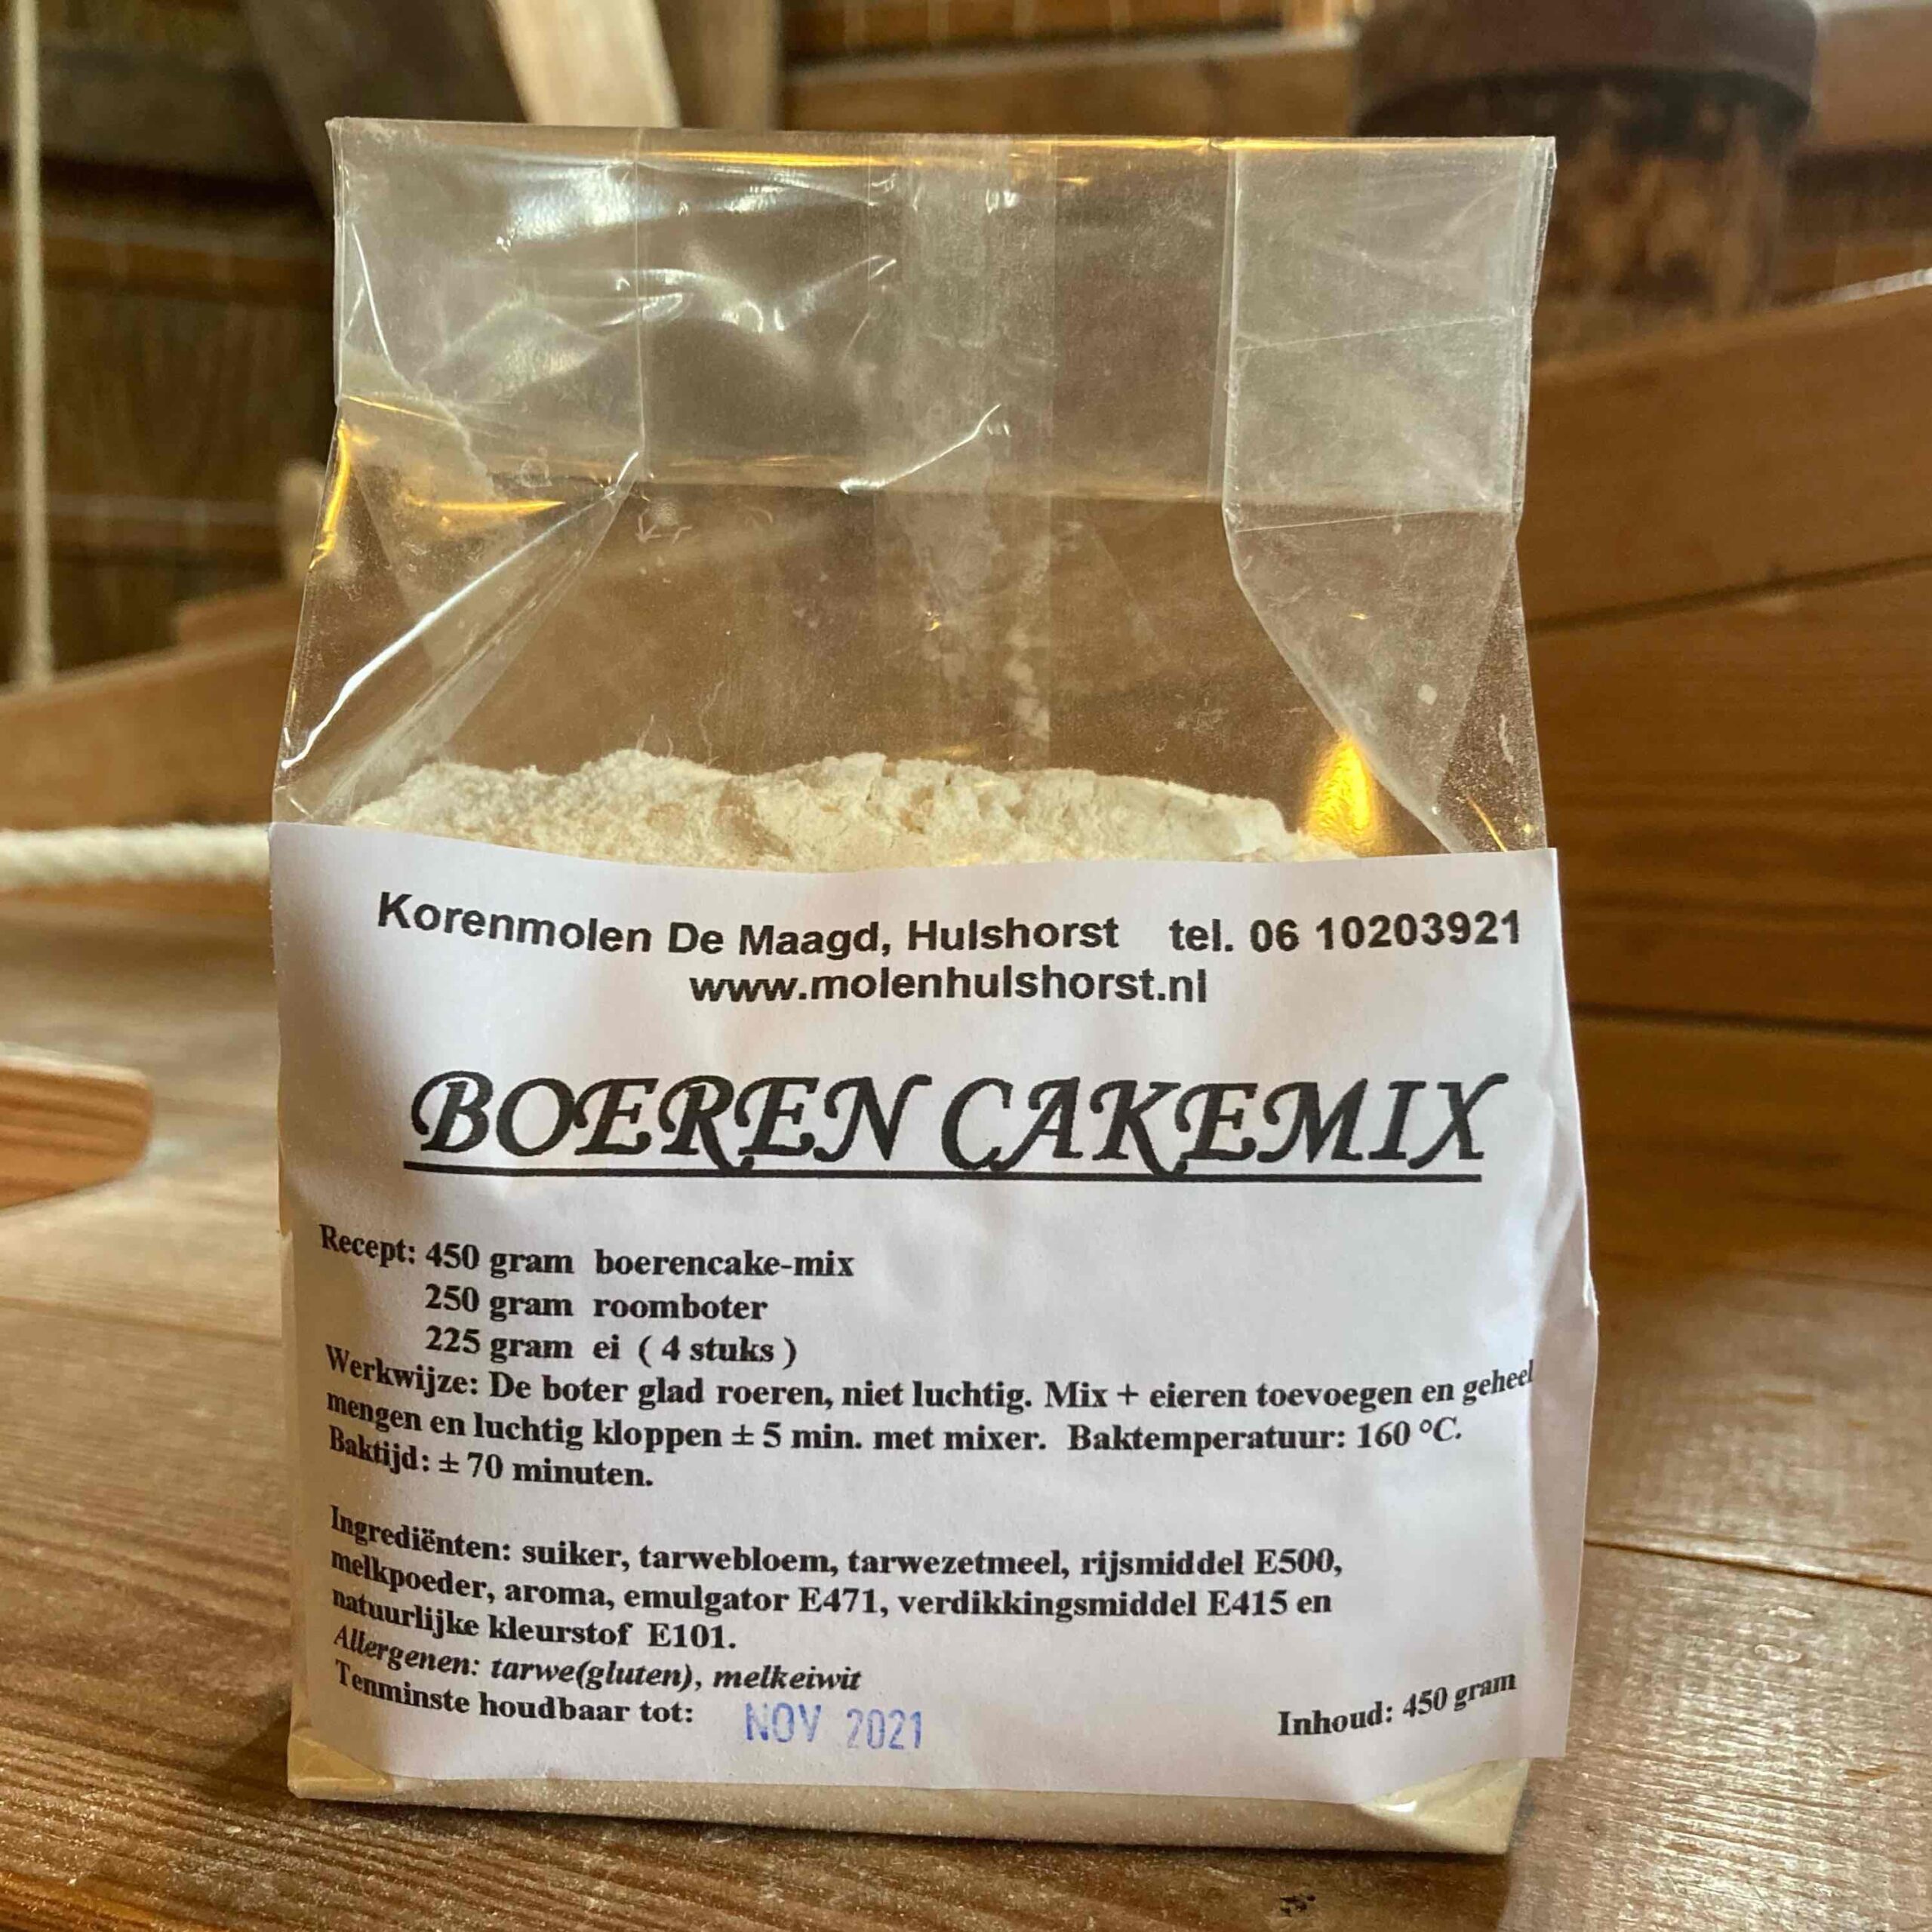 Korenmolen De Maagd, Hulshorst tel. 06 10203921
www.molenhulshorst.nl
BOEREN CAKEMIX
Recept: 450 gram boerencake-mix
250 gram roomboter
225 gram ei ( 4 stuks )
Werkwijze: De boter glad roeren, niet luchtig. Mix + eieren toevoegen en geheel
mengen en luchtig kloppen ± 5 min. met mixer. Baktemperatuur: 160 °C.
Baktijd: ± 70 minuten.
Ingrediënten: suiker, tarwebloem, tarwezetmeel, rijsmiddel E500,
melkpoeder, aroma, emulgator E471, verdikkingsmiddel E415 en
natuurlijke kleurstof E101.
Allergenen: tarwe(gluten), melkeiwit
Tenminste houdbaar tot: NOV 2021
Inhoud: 450 gram